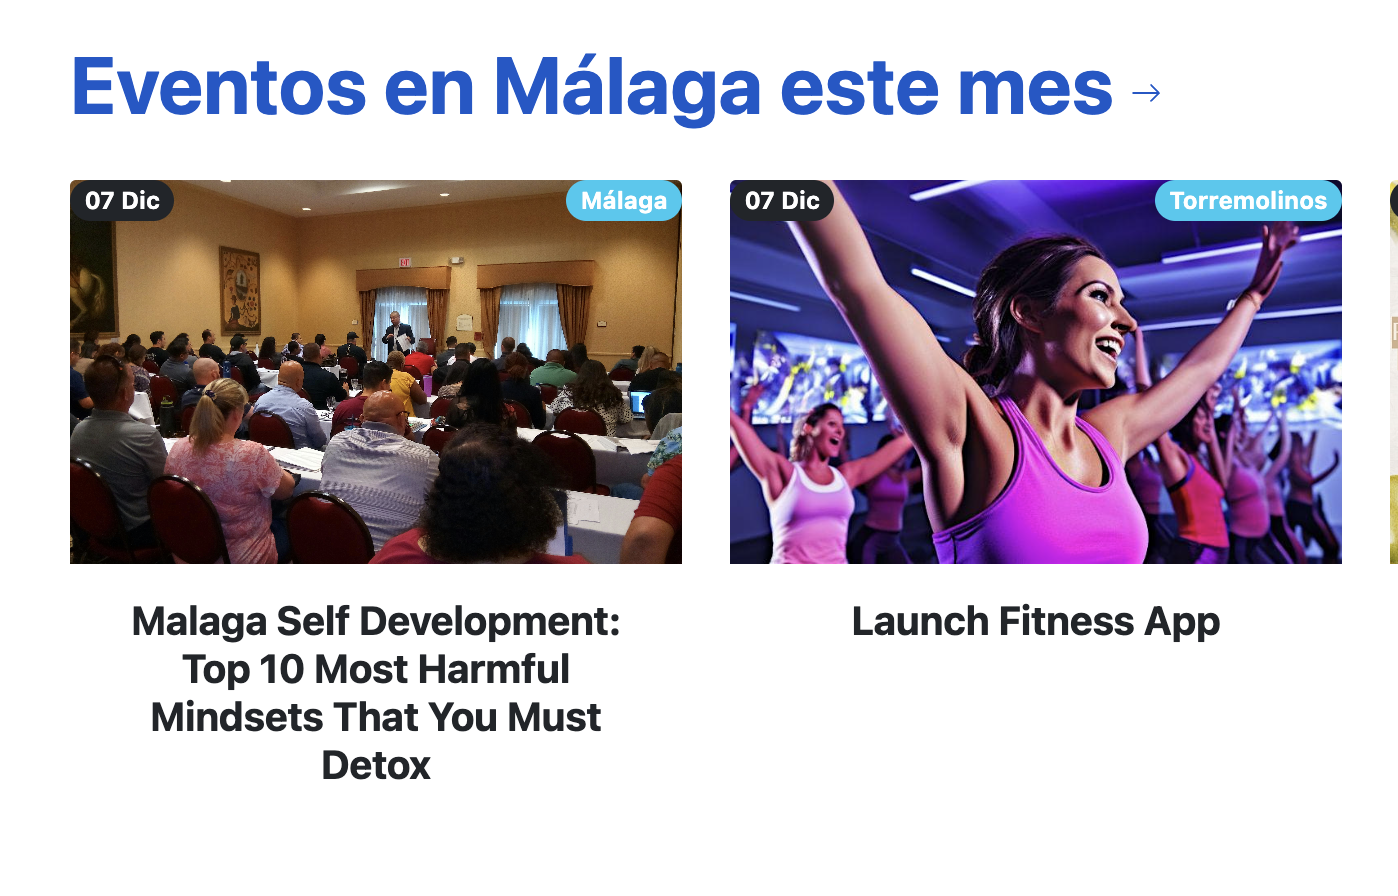 Eventos en Málaga este mes →
07 Dic
Málaga
Malaga Self Development:
Top 10 Most Harmful
Mindsets That You Must
Detox
07 Dic
Torremolinos
Launch Fitness App